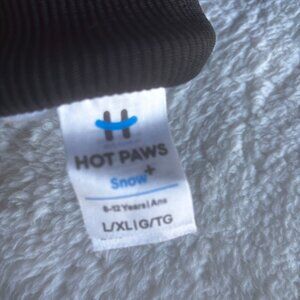 HOT PAWS
Snow+
8-12 Years | Ans
L/XL | G/TG